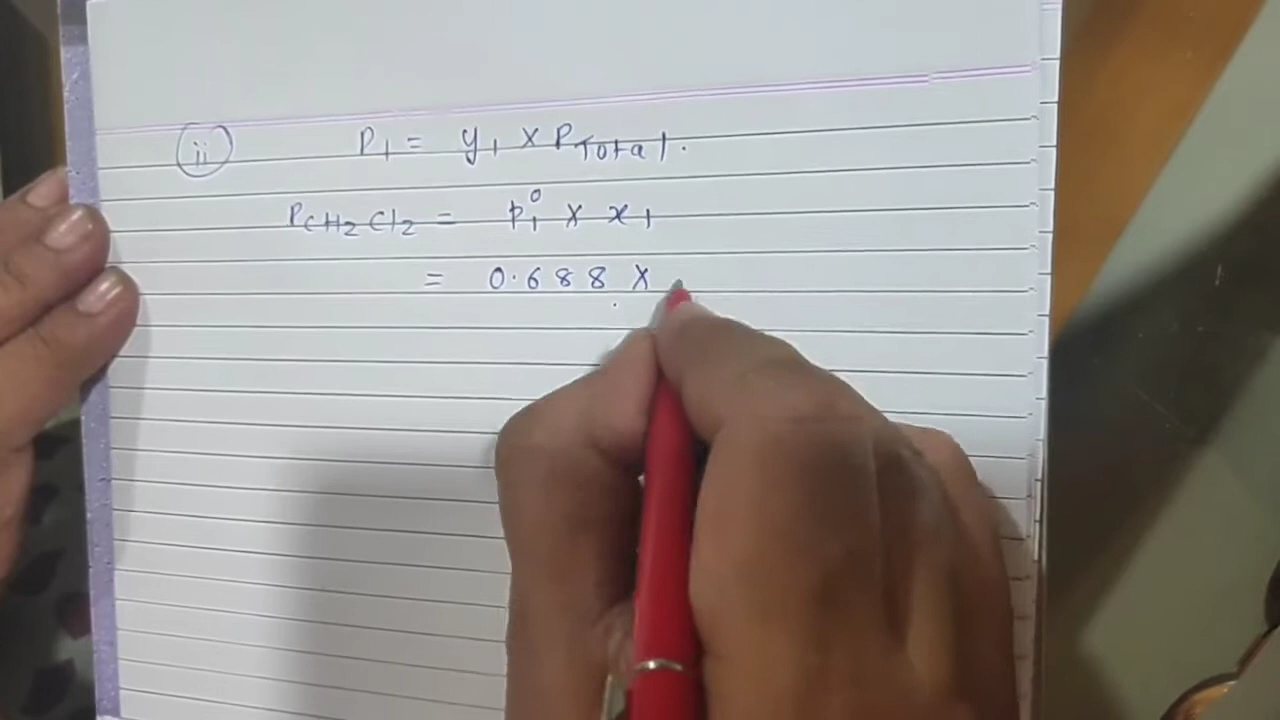 ii P1 = y1 × PTotal.
PCH2Cl2 = p1° × x1
= 0.688 ×